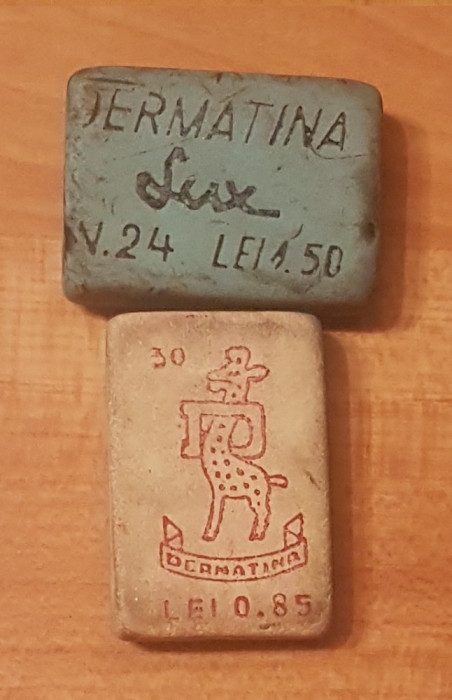 DERMATINA
Lux
N.24 LEI 1.50
30
D
DERMATINA
LEI 0.85